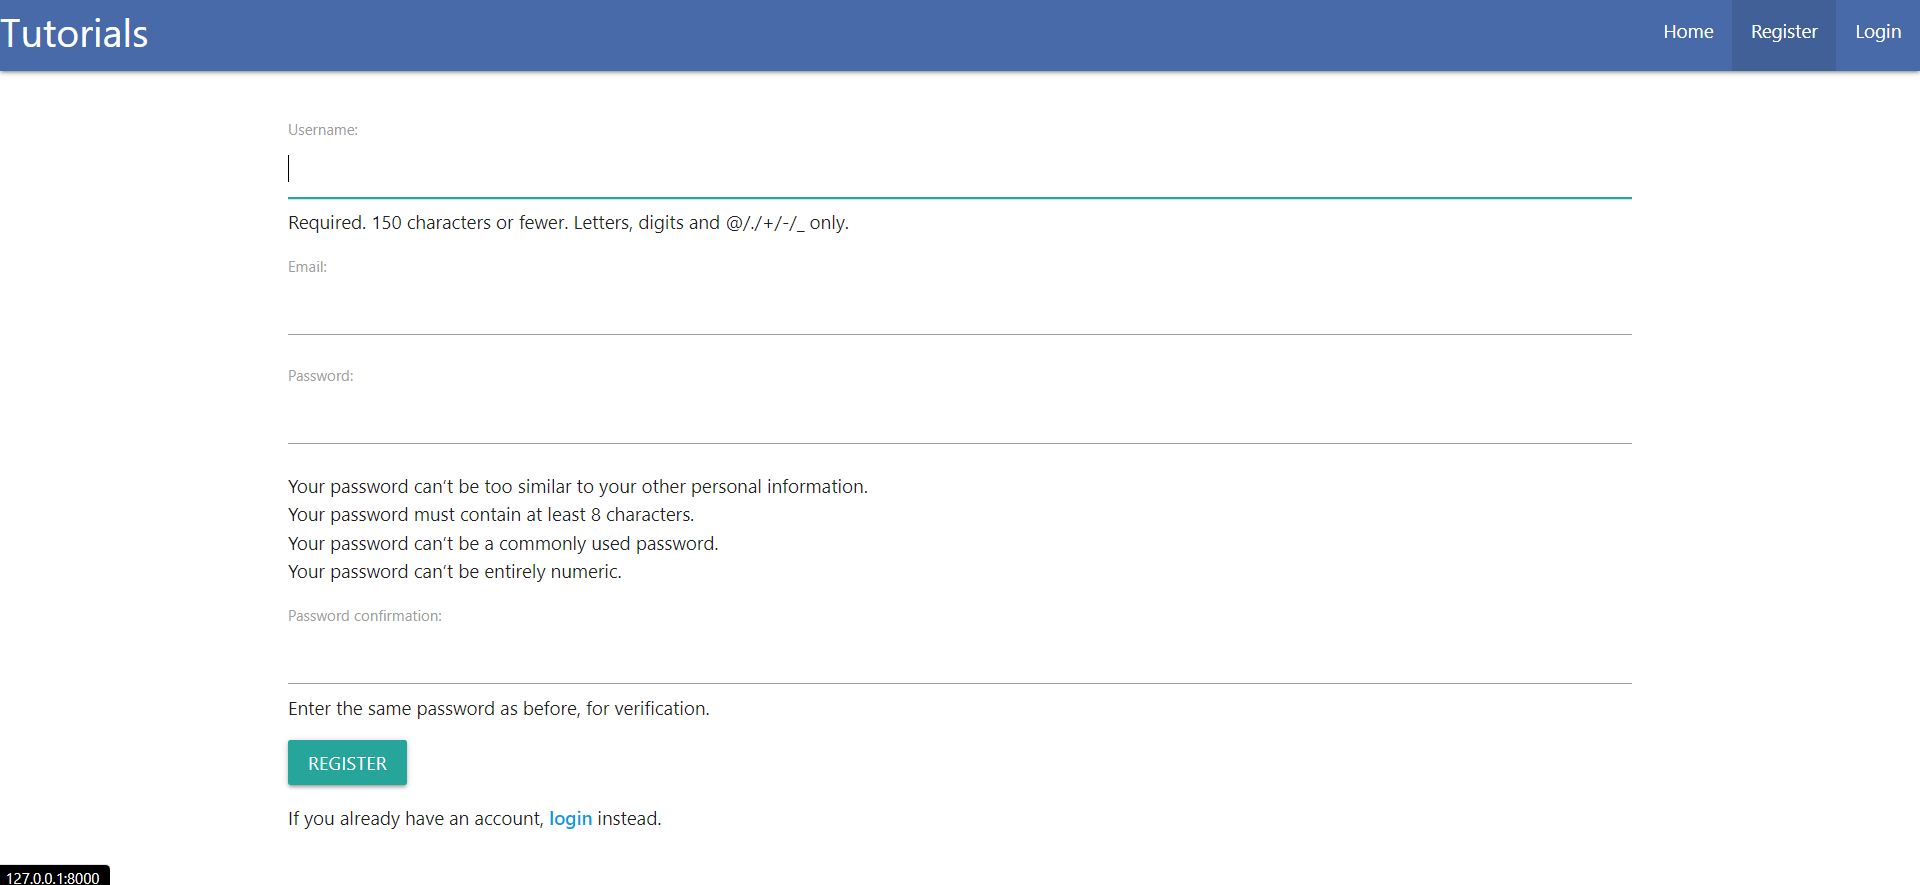 Tutorials
Home Register Login
Username:
Required. 150 characters or fewer. Letters, digits and @/./+/-/_ only.
Email:
Password:
Your password can’t be too similar to your other personal information.
Your password must contain at least 8 characters.
Your password can’t be a commonly used password.
Your password can’t be entirely numeric.
Password confirmation:
Enter the same password as before, for verification.
REGISTER
If you already have an account, login instead.
127.0.0.1:8000